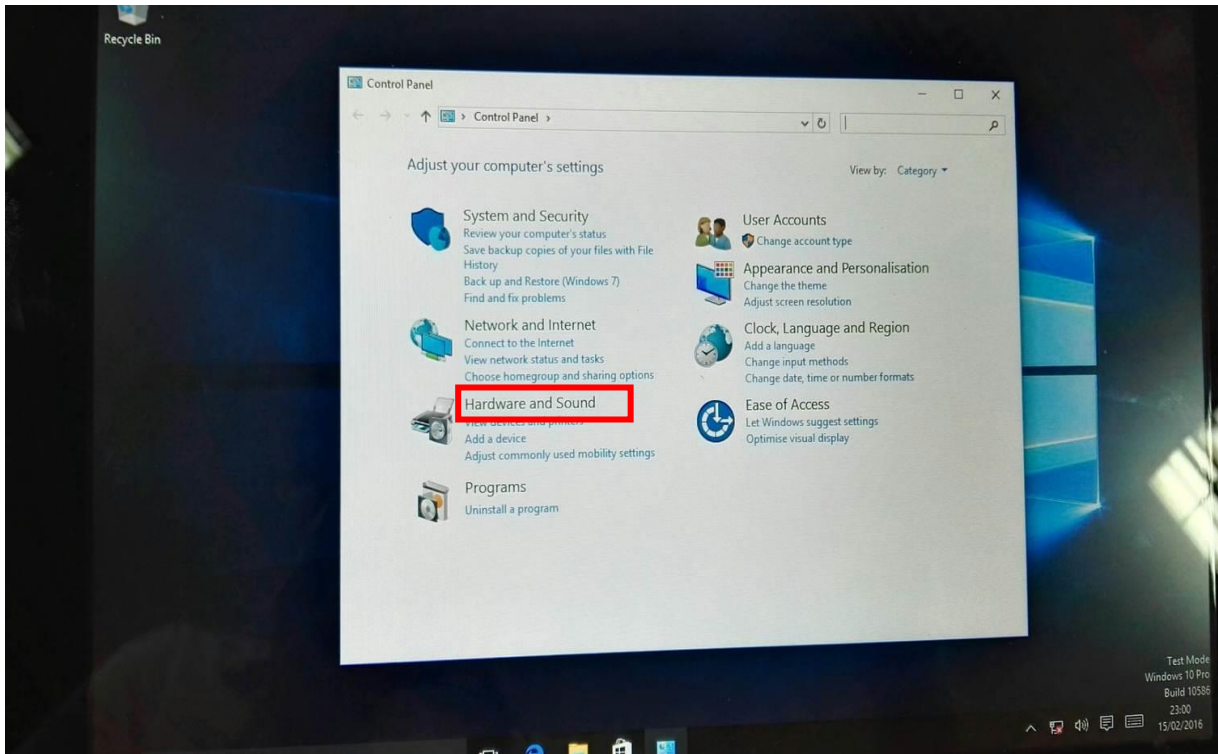 Recycle Bin
Control Panel
Control Panel
Adjust your computer's settings
View by: Category
System and Security
Review your computer's status
Save backup copies of your files with File
History
Back up and Restore (Windows 7)
Find and fix problems
Network and Internet
Connect to the Internet
View network status and tasks
Choose homegroup and sharing options
Hardware and Sound
View devices and printers
Add a device
Adjust commonly used mobility settings
Programs
Uninstall a program
User Accounts
Change account type
Appearance and Personalisation
Change the theme
Adjust screen resolution
Clock, Language and Region
Add a language
Change input methods
Change date, time or number formats
Ease of Access
Let Windows suggest settings
Optimise visual display
Test Mode
Windows 10 Pro
Build 10586
23:00
15/02/2016